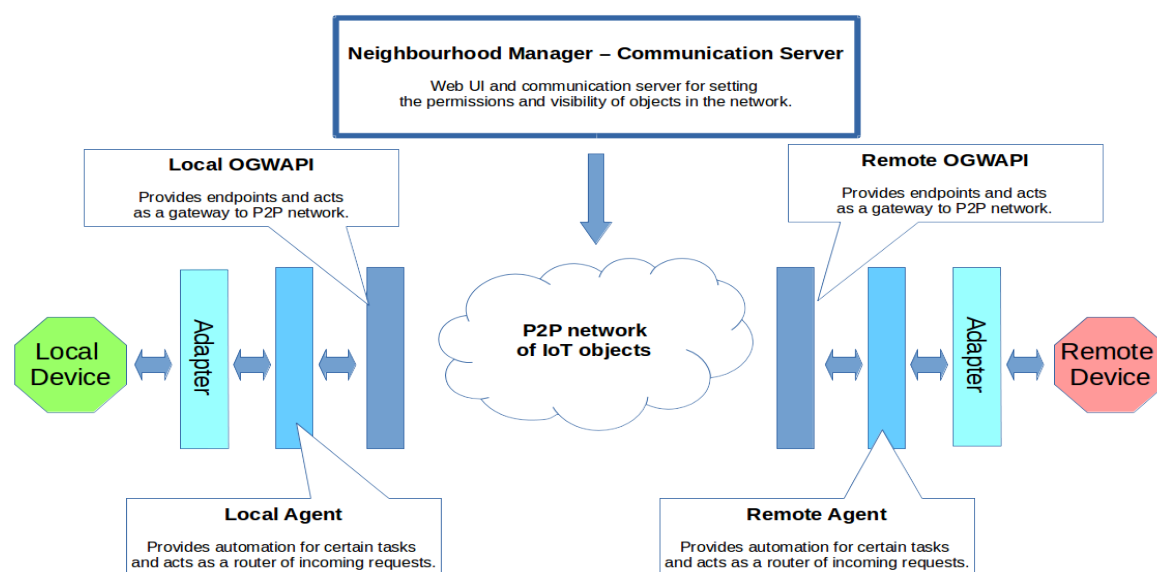 Neighbourhood Manager – Communication Server
Web UI and communication server for setting
the permissions and visibility of objects in the network.
Local OGWAPI
Provides endpoints and acts
as a gateway to P2P network.
Remote OGWAPI
Provides endpoints and acts
as a gateway to P2P network.
Local
Device
Adapter
P2P network
of IoT objects
Adapter
Remote
Device
Local Agent
Provides automation for certain tasks
and acts as a router of incoming requests.
Remote Agent
Provides automation for certain tasks
and acts as a router of incoming requests.